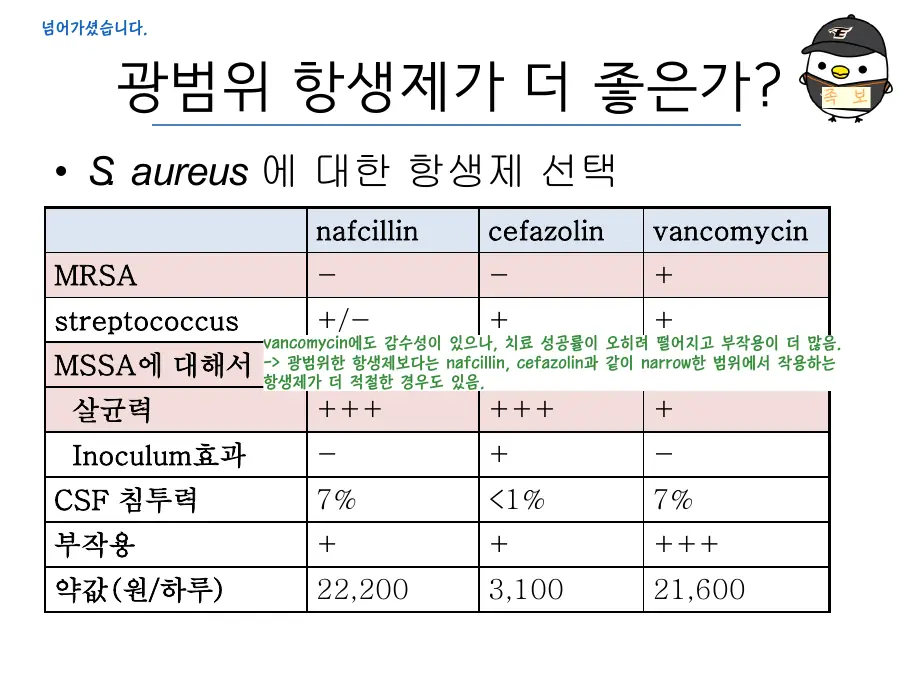 넘어가셨습니다.
광범위 항생제가 더 좋은가?
족 보
• S. aureus 에 대한 항생제 선택
nafcillin cefazolin vancomycin
MRSA − − +
streptococcus +/− + +
vancomycin에도 감수성이 있으나, 치료 성공률이 오히려 떨어지고 부작용이 더 많음.
MSSA에 대해서 -> 광범위한 항생제보다는 nafcillin, cefazolin과 같이 narrow한 범위에서 작용하는
항생제가 더 적절한 경우도 있음.
살균력 +++ +++ +
Inoculum효과 − + −
CSF 침투력 7% <1% 7%
부작용 + + +++
약값(원/하루) 22,200 3,100 21,600